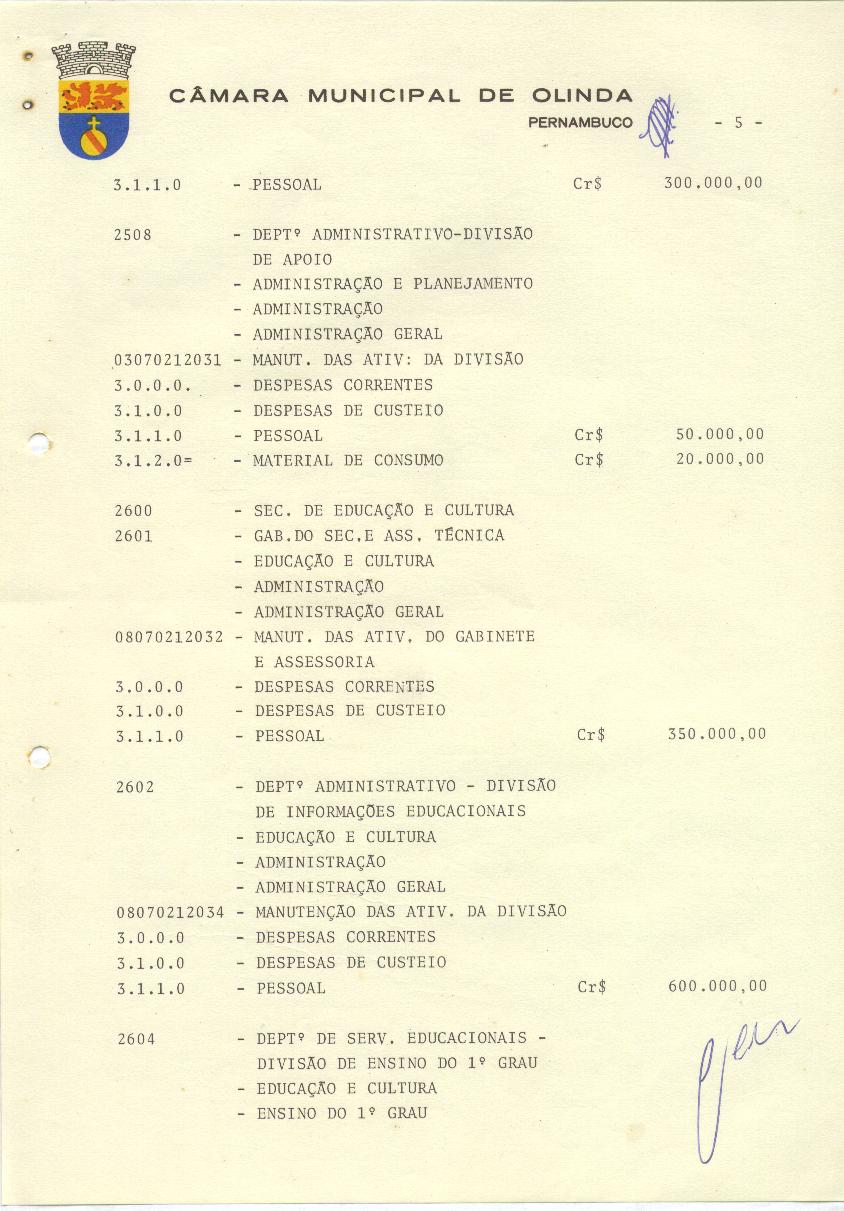 CÂMARA MUNICIPAL DE OLINDA
PERNAMBUCO - 5 -
3.1.1.0 - PESSOAL Cr$ 300.000,00
2508 - DEPTº ADMINISTRATIVO-DIVISÃO
DE APOIO
- ADMINISTRAÇÃO E PLANEJAMENTO
- ADMINISTRAÇÃO
- ADMINISTRAÇÃO GERAL
03070212031 - MANUT. DAS ATIV: DA DIVISÃO
3.0.0.0. - DESPESAS CORRENTES
3.1.0.0 - DESPESAS DE CUSTEIO
3.1.1.0 - PESSOAL Cr$ 50.000,00
3.1.2.0= - MATERIAL DE CONSUMO Cr$ 20.000,00
2600 - SEC. DE EDUCAÇÃO E CULTURA
2601 - GAB.DO SEC.E ASS. TÉCNICA
- EDUCAÇÃO E CULTURA
- ADMINISTRAÇÃO
- ADMINISTRAÇÃO GERAL
08070212032 - MANUT. DAS ATIV. DO GABINETE
E ASSESSORIA
3.0.0.0 - DESPESAS CORRENTES
3.1.0.0 - DESPESAS DE CUSTEIO
3.1.1.0 - PESSOAL Cr$ 350.000,00
2602 - DEPTº ADMINISTRATIVO - DIVISÃO
DE INFORMAÇÕES EDUCACIONAIS
- EDUCAÇÃO E CULTURA
- ADMINISTRAÇÃO
- ADMINISTRAÇÃO GERAL
08070212034 - MANUTENÇÃO DAS ATIV. DA DIVISÃO
3.0.0.0 - DESPESAS CORRENTES
3.1.0.0 - DESPESAS DE CUSTEIO
3.1.1.0 - PESSOAL Cr$ 600.000,00
2604 - DEPTº DE SERV. EDUCACIONAIS -
DIVISÃO DE ENSINO DO 1º GRAU
- EDUCAÇÃO E CULTURA
- ENSINO DO 1º GRAU